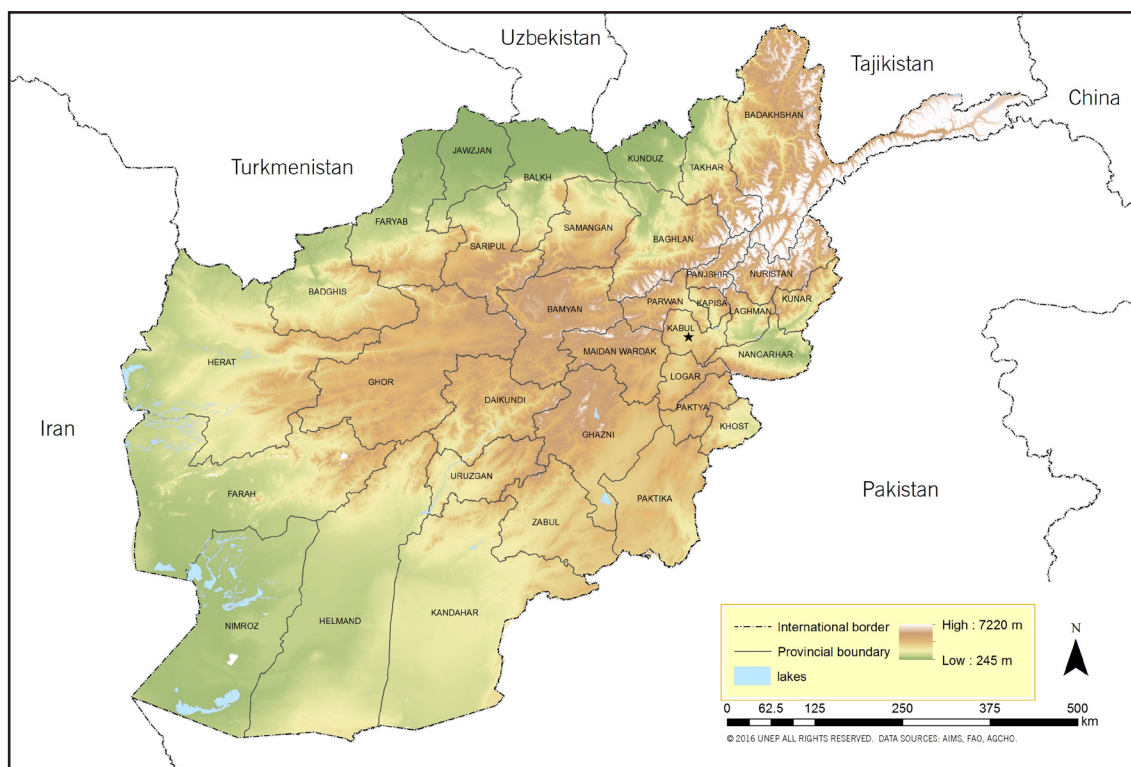 Uzbekistan
Tajikistan
China
Turkmenistan
BADAKHSHAN
JAWZJAN
KUNDUZ
TAKHAR
BALKH
FARYAB
SAMANGAN
SARIPUL
BAGHLAN
PANJSHIR
NURISTAN
BADGHIS
BAMYAN
PARWAN
KAPISA
KUNAR
LAGHMAN
KABUL
HERAT
MAIDAN WARDAK
NANGARHAR
GHOR
LOGAR
DAIKUNDI
PAKTYA
Iran
GHAZNI
KHOST
URUZGAN
Pakistan
FARAH
PAKTIKA
ZABUL
NIMROZ
HELMAND
KANDAHAR
International border
High : 7220 m
Provincial boundary
Low : 245 m
lakes
N
0 62.5 125 250 375 500
km
© 2016 UNEP ALL RIGHTS RESERVED. DATA SOURCES: AIMS, FAO, AGCHO.